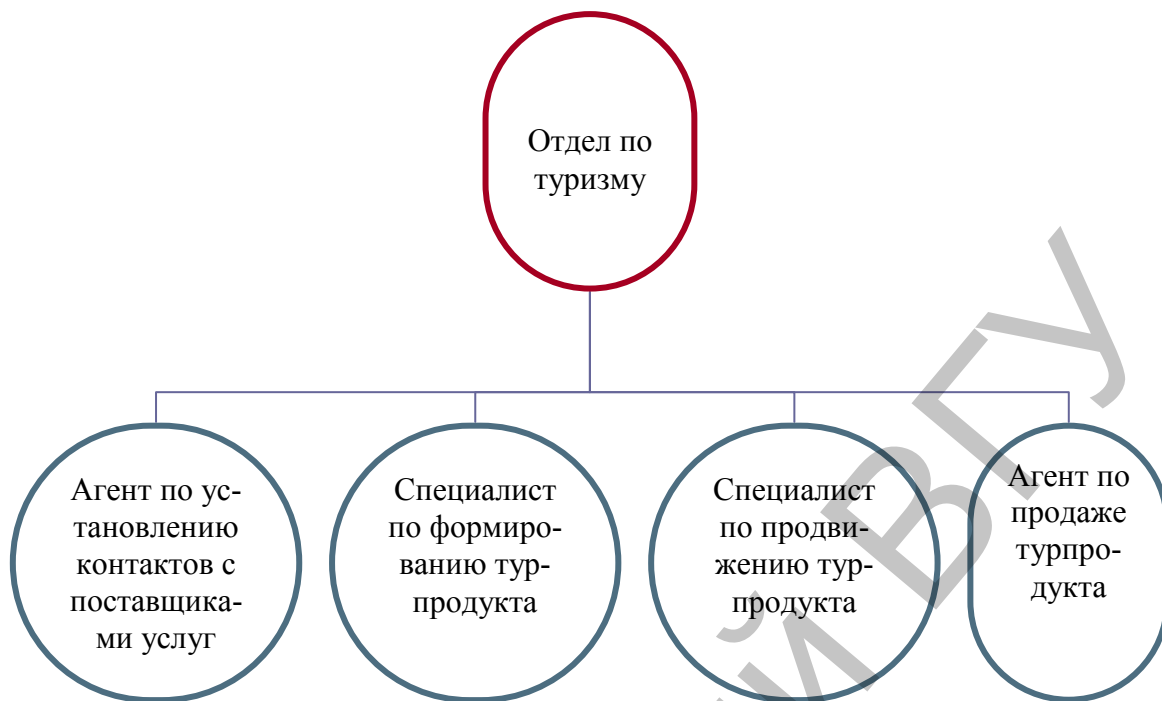 Отдел по
туризму
Агент по ус-
тановлению
контактов с
поставщика-
ми услуг
Специалист
по формиро-
ванию тур-
продукта
Специалист
по продви-
жению тур-
продукта
Агент по
продаже
турпро-
дукта
ИЙ ВГУ